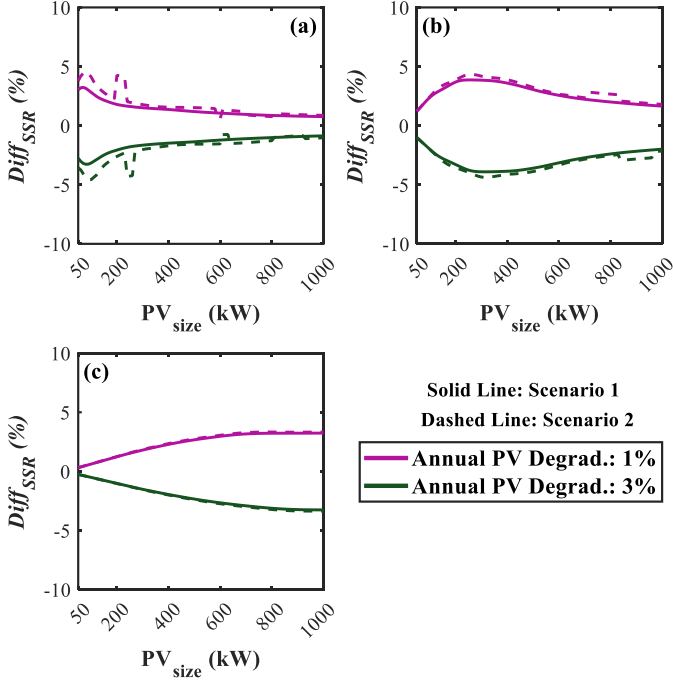 (a)
Diff_SSR (%)
10
5
0
-5
-10
50
200
400
600
800
1000
PV_size (kW)
(b)
Diff_SSR (%)
10
5
0
-5
-10
50
200
400
600
800
1000
PV_size (kW)
(c)
Diff_SSR (%)
10
5
0
-5
-10
50
200
400
600
800
1000
PV_size (kW)
Solid Line: Scenario 1
Dashed Line: Scenario 2
Annual PV Degrad.: 1%
Annual PV Degrad.: 3%